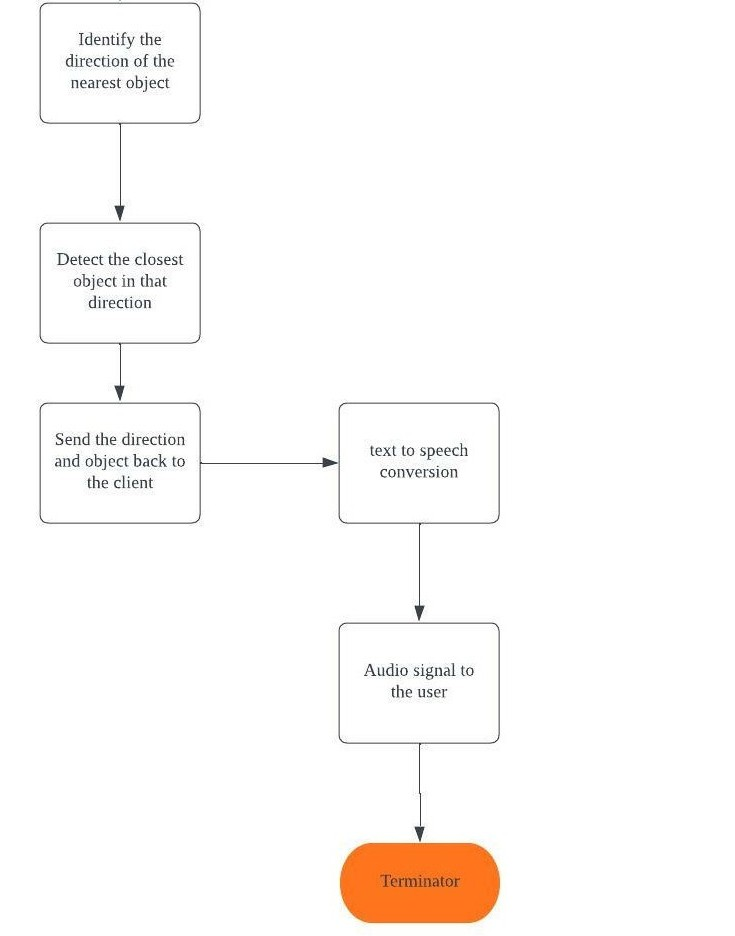 Identify the
direction of the
nearest object
Detect the closest
object in that
direction
Send the direction
and object back to
the client
text to speech
conversion
Audio signal to
the user
Terminator